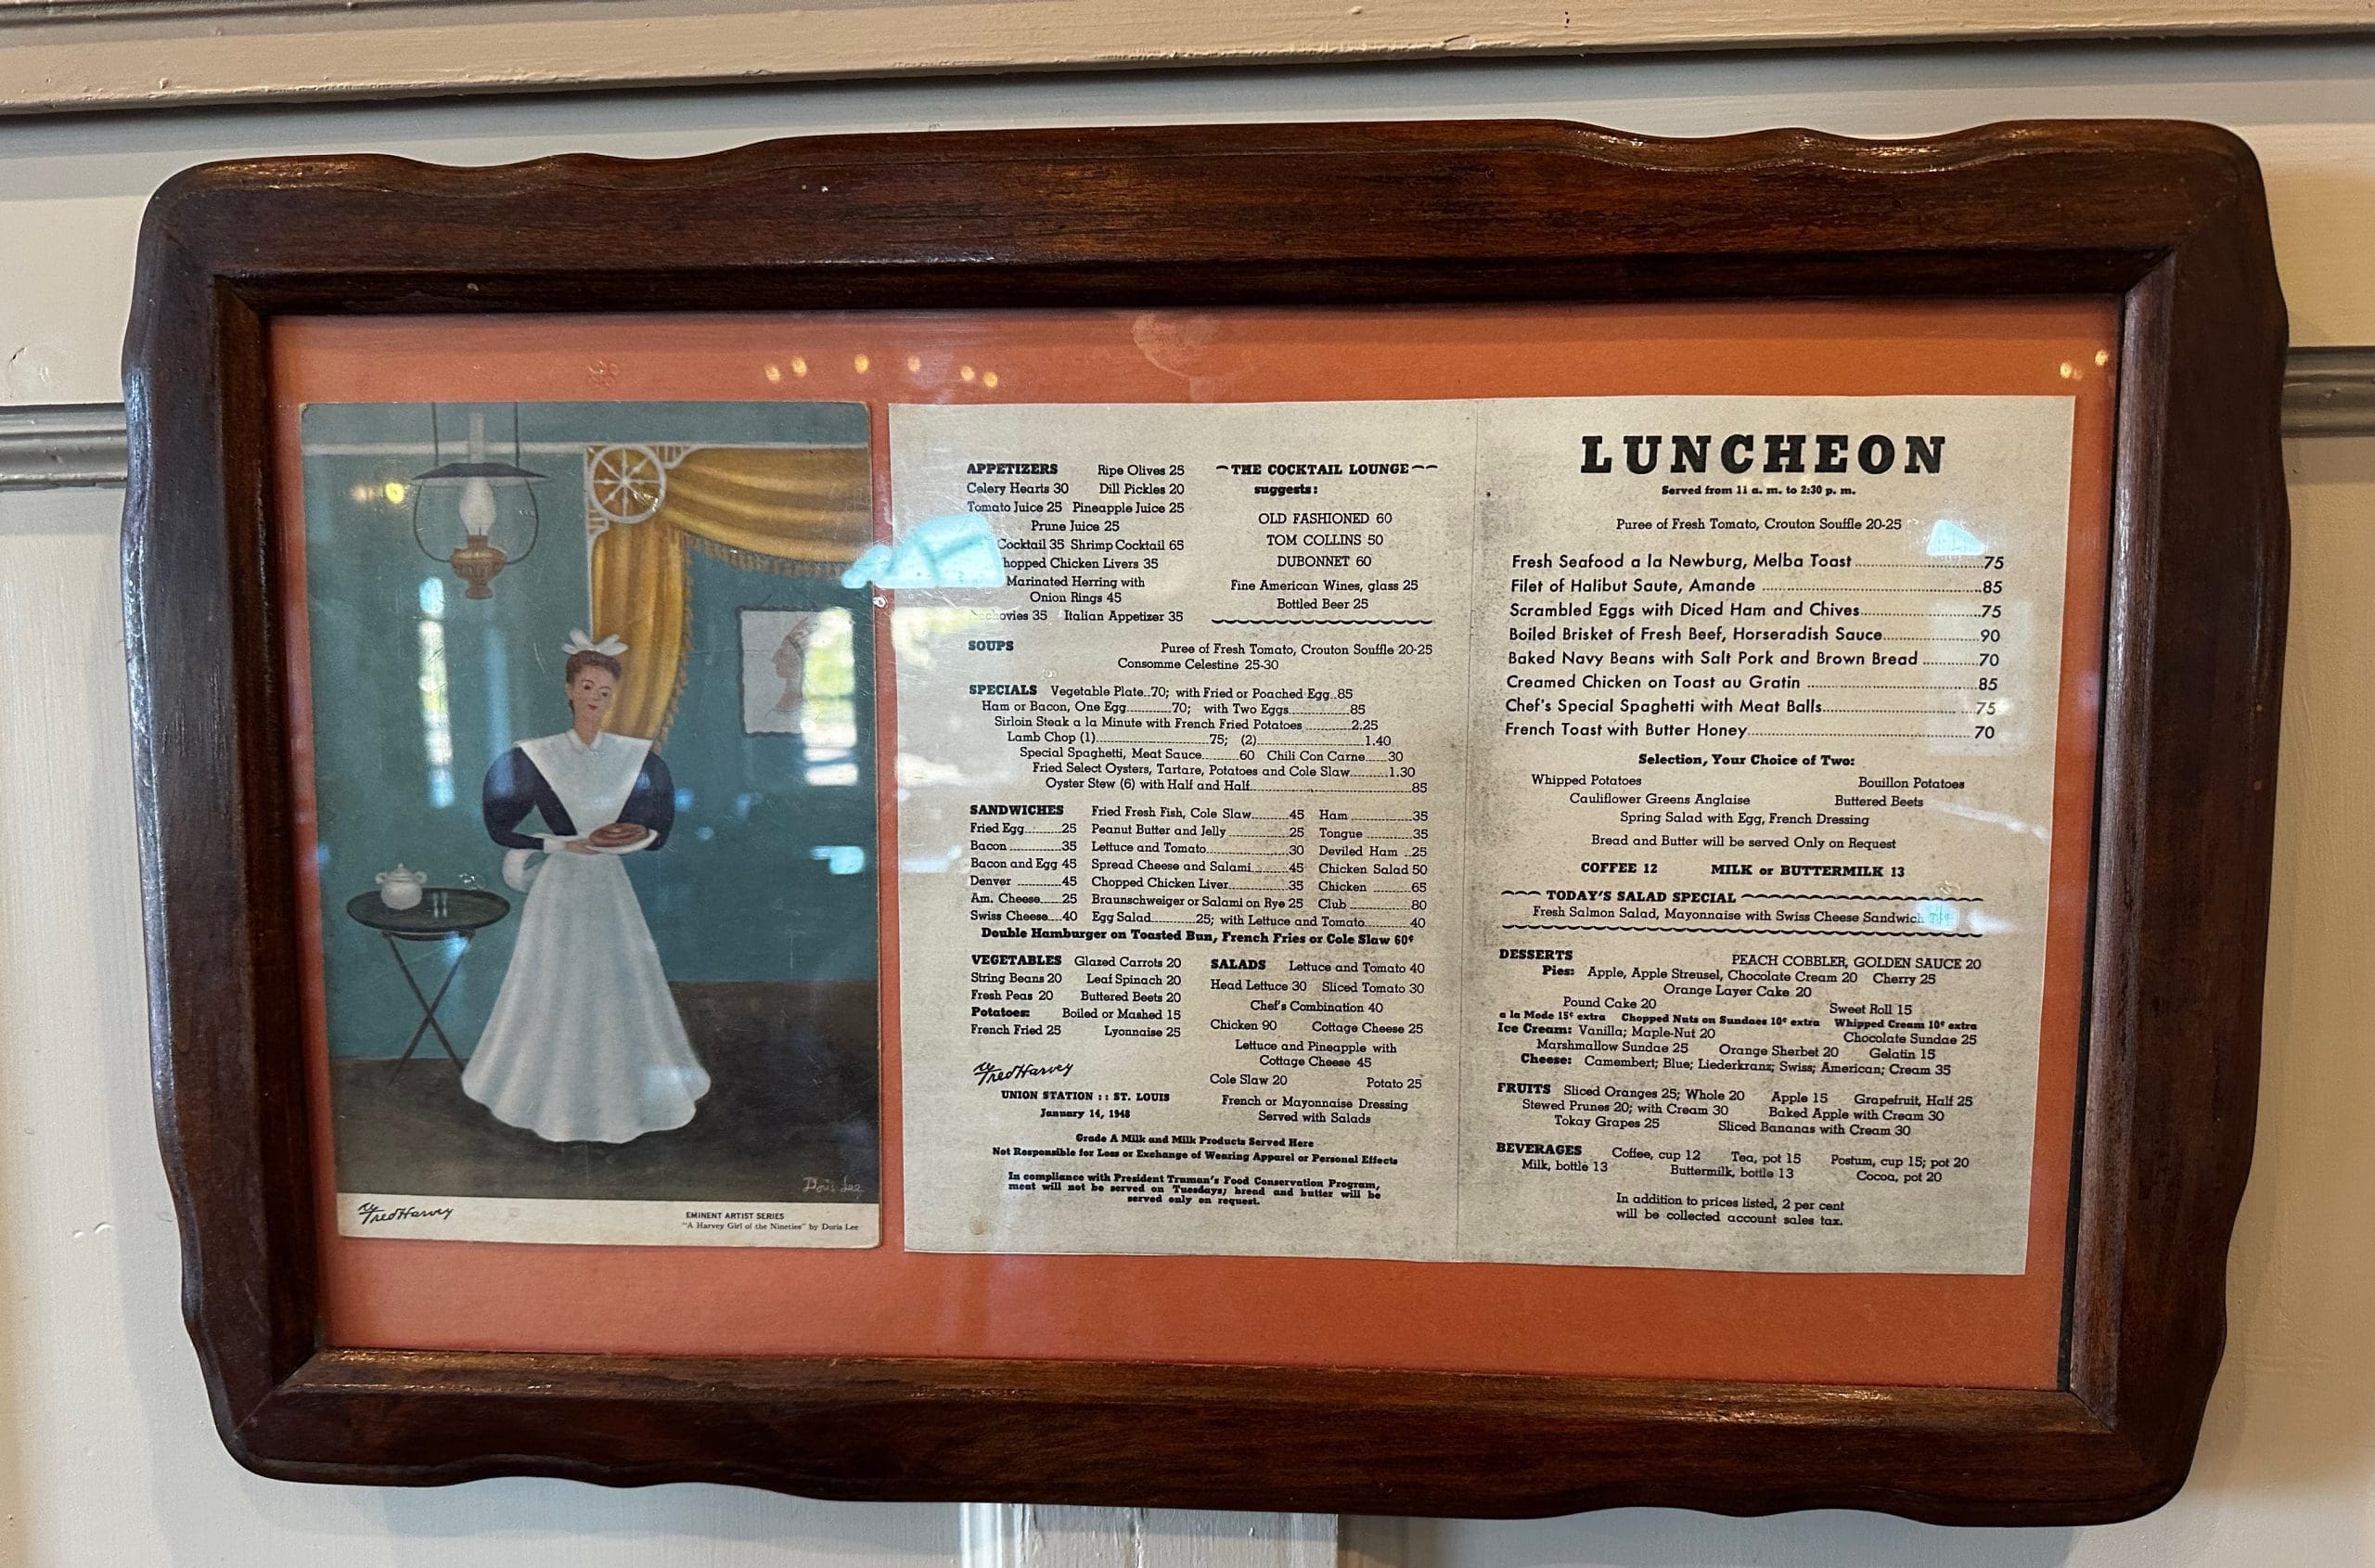 Doris Lee
Fred Harvey
EMINENT ARTIST SERIES
"A Harvey Girl of the Nineties" by Doris Lee
APPETIZERS Ripe Olives 25
Celery Hearts 30 Dill Pickles 20
Tomato Juice 25 Pineapple Juice 25
Prune Juice 25
Cocktail 35 Shrimp Cocktail 65
Chicken Livers 35
Marinated Herring with
Onion Rings 45
35 Italian Appetizer 35
THE COCKTAIL LOUNGE
suggests:
OLD FASHIONED 60
TOM COLLINS 50
DUBONNET 60
Fine American Wines, glass 25
Bottled Beer 25
SOUPS Puree of Fresh Tomato, Crouton Souffle 20-25
Consomme Celestine 25-30
SPECIALS Vegetable Plate..70; with Fried or Poached Egg..85
Ham or Bacon, One Egg..........70; with Two Eggs..........85
Sirloin Steak a la Minute with French Fried Potatoes..........2.25
Lamb Chop (1)..........75; (2)..........1.40
Special Spaghetti, Meat Sauce..........60 Chili Con Carne......30
Fried Select Oysters, Tartare, Potatoes and Cole Slaw..........1.30
Oyster Stew (6) with Half and Half..........85
SANDWICHES Fried Fresh Fish, Cole Slaw..........45 Ham..........35
Fried Egg..........25 Peanut Butter and Jelly..........25 Tongue..........35
Bacon..........35 Lettuce and Tomato..........30 Deviled Ham ..25
Bacon and Egg 45 Spread Cheese and Salami..........45 Chicken Salad 50
Denver..........45 Chopped Chicken Liver..........35 Chicken..........65
Am. Cheese......25 Braunschweiger or Salami on Rye 25 Club..........80
Swiss Cheese....40 Egg Salad..........25; with Lettuce and Tomato..........40
Double Hamburger on Toasted Bun, French Fries or Cole Slaw 60¢
VEGETABLES Glazed Carrots 20
String Beans 20 Leaf Spinach 20
Fresh Peas 20 Buttered Beets 20
Potatoes: Boiled or Mashed 15
French Fried 25 Lyonnaise 25
SALADS Lettuce and Tomato 40
Head Lettuce 30 Sliced Tomato 30
Chef's Combination 40
Chicken 90 Cottage Cheese 25
Lettuce and Pineapple with
Cottage Cheese 45
Cole Slaw 20 Potato 25
French or Mayonnaise Dressing
Served with Salads
Fred Harvey
UNION STATION :: ST. LOUIS
January 14, 1948
Grade A Milk and Milk Products Served Here
Not Responsible for Loss or Exchange of Wearing Apparel or Personal Effects
In compliance with President Truman's Food Conservation Program,
meat will not be served on Tuesdays; bread and butter will be
served only on request.
LUNCHEON
Served from 11 a. m. to 2:30 p. m.
Puree of Fresh Tomato, Crouton Souffle 20-25
Fresh Seafood a la Newburg, Melba Toast..........75
Filet of Halibut Saute, Amande..........85
Scrambled Eggs with Diced Ham and Chives..........75
Boiled Brisket of Fresh Beef, Horseradish Sauce..........90
Baked Navy Beans with Salt Pork and Brown Bread..........70
Creamed Chicken on Toast au Gratin..........85
Chef's Special Spaghetti with Meat Balls..........75
French Toast with Butter Honey..........70
Selection, Your Choice of Two:
Whipped Potatoes Bouillon Potatoes
Cauliflower Greens Anglaise Buttered Beets
Spring Salad with Egg, French Dressing
Bread and Butter will be served Only on Request
COFFEE 12 MILK or BUTTERMILK 13
TODAY'S SALAD SPECIAL
Fresh Salmon Salad, Mayonnaise with Swiss Cheese Sandwich
DESSERTS PEACH COBBLER, GOLDEN SAUCE 20
Pies: Apple, Apple Streusel, Chocolate Cream 20 Cherry 25
Orange Layer Cake 20
Pound Cake 20 Sweet Roll 15
a la Mode 15¢ extra Chopped Nuts on Sundaes 10¢ extra Whipped Cream 10¢ extra
Ice Cream: Vanilla; Maple-Nut 20 Chocolate Sundae 25
Marshmallow Sundae 25 Orange Sherbet 20 Gelatin 15
Cheese: Camembert; Blue; Liederkranz; Swiss; American; Cream 35
FRUITS Sliced Oranges 25; Whole 20 Apple 15 Grapefruit, Half 25
Stewed Prunes 20; with Cream 30 Baked Apple with Cream 30
Tokay Grapes 25 Sliced Bananas with Cream 30
BEVERAGES Coffee, cup 12 Tea, pot 15 Postum, cup 15; pot 20
Milk, bottle 13 Buttermilk, bottle 13 Cocoa, pot 20
In addition to prices listed, 2 per cent
will be collected account sales tax.